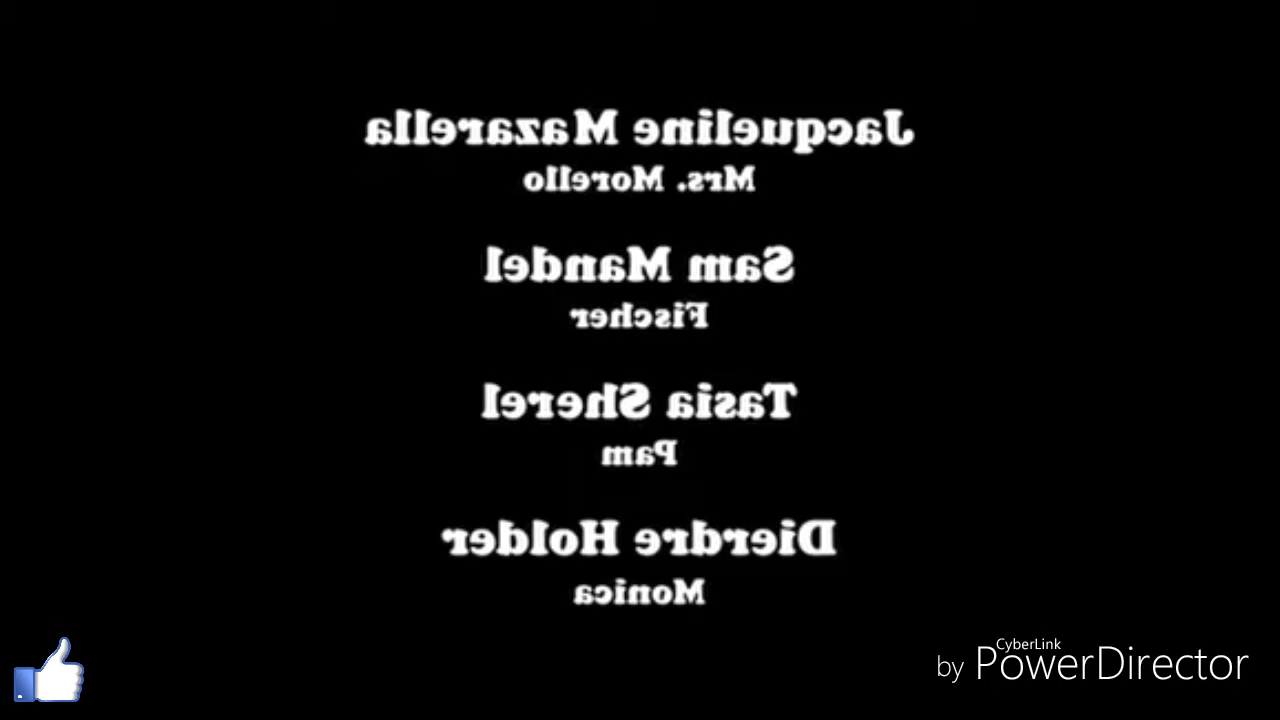 Jacqueline Mazarella
Mrs. Morello
Sam Mandel
Fischer
Tasia Sherel
Pam
Dierdre Holder
Monica
CyberLink
by PowerDirector